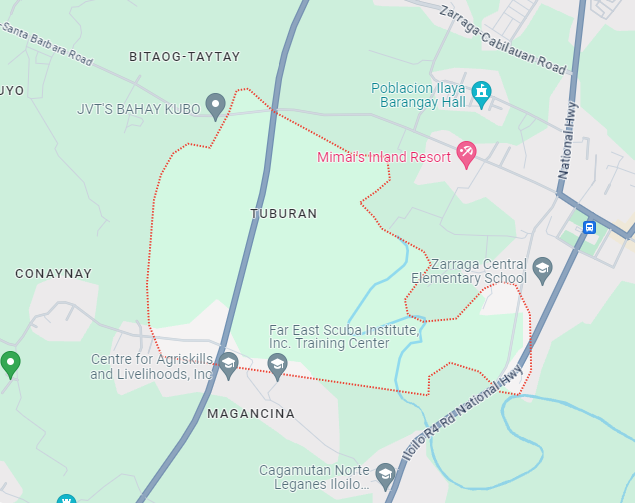 Zarraga-Cabilauan Road
-Santa Barbara Road
BITAOG-TAYTAY
UYO
Poblacion Ilaya
Barangay Hall
JVT'S BAHAY KUBO
National Hwy
Mimai's Inland Resort
TUBURAN
Zarraga Central
Elementary School
CONAYNAY
Far East Scuba Institute,
Inc. Training Center
Centre for Agriskills
and Livelihoods, Inc
Iloilo R4 Rd National Hwy
MAGANCINA
Cagamutan Norte
Leganes Iloilo...